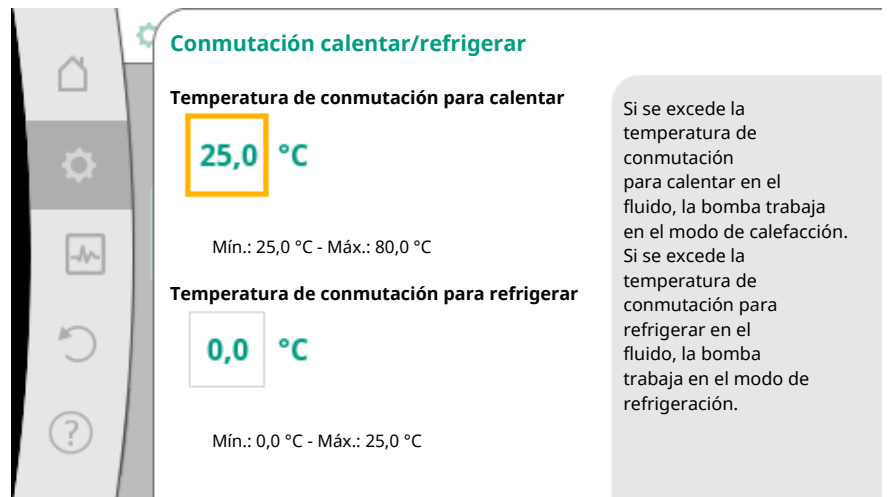 Conmutación calentar/refrigerar
Temperatura de conmutación para calentar
25,0 °C
Mín.: 25,0 °C - Máx.: 80,0 °C
Temperatura de conmutación para refrigerar
0,0 °C
Mín.: 0,0 °C - Máx.: 25,0 °C
Si se excede la
temperatura de
conmutación
para calentar en el
fluido, la bomba trabaja
en el modo de calefacción.
Si se excede la
temperatura de
conmutación para
refrigerar en el
fluido, la bomba
trabaja en el modo de
refrigeración.
?